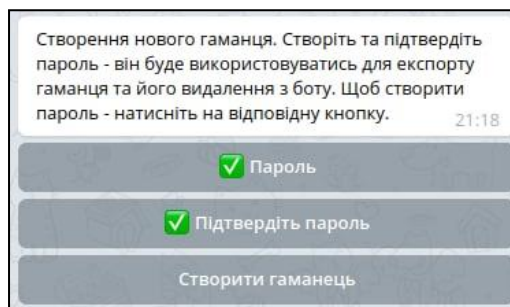 Створення нового гаманця. Створіть та підтвердіть
пароль - він буде використовуватись для експорту
гаманця та його видалення з боту. Щоб створити
пароль - натисніть на відповідну кнопку.
21:18
✅ Пароль
✅ Підтвердіть пароль
Створити гаманець